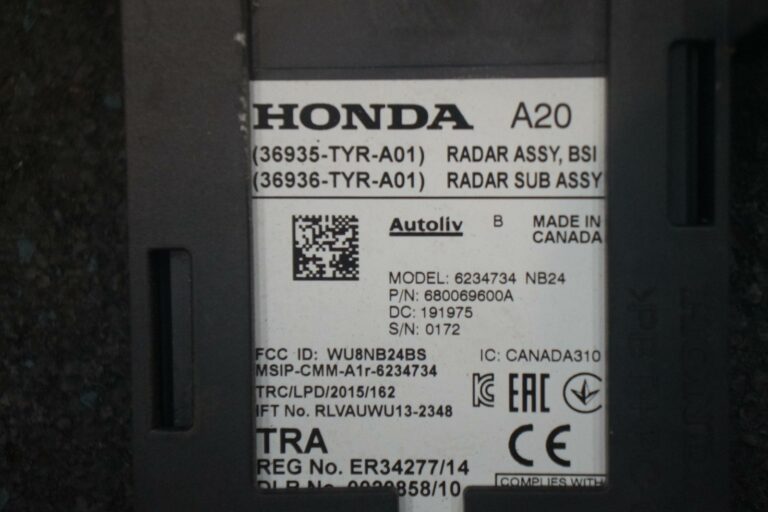 HONDA A20
(36935-TYR-A01) RADAR ASSY, BSI
(36936-TYR-A01) RADAR SUB ASSY
Autoliv B MADE IN
CANADA
MODEL: 6234734 NB24
P/N: 680069600A
DC: 191975
S/N: 0172
FCC ID: WU8NB24BS IC: CANADA310
MSIP-CMM-A1r-6234734
TRC/LPD/2015/162
IFT No. RLVAUWU13-2348
EAC CE
TRA
REG No. ER34277/14
COMPLIES WITH